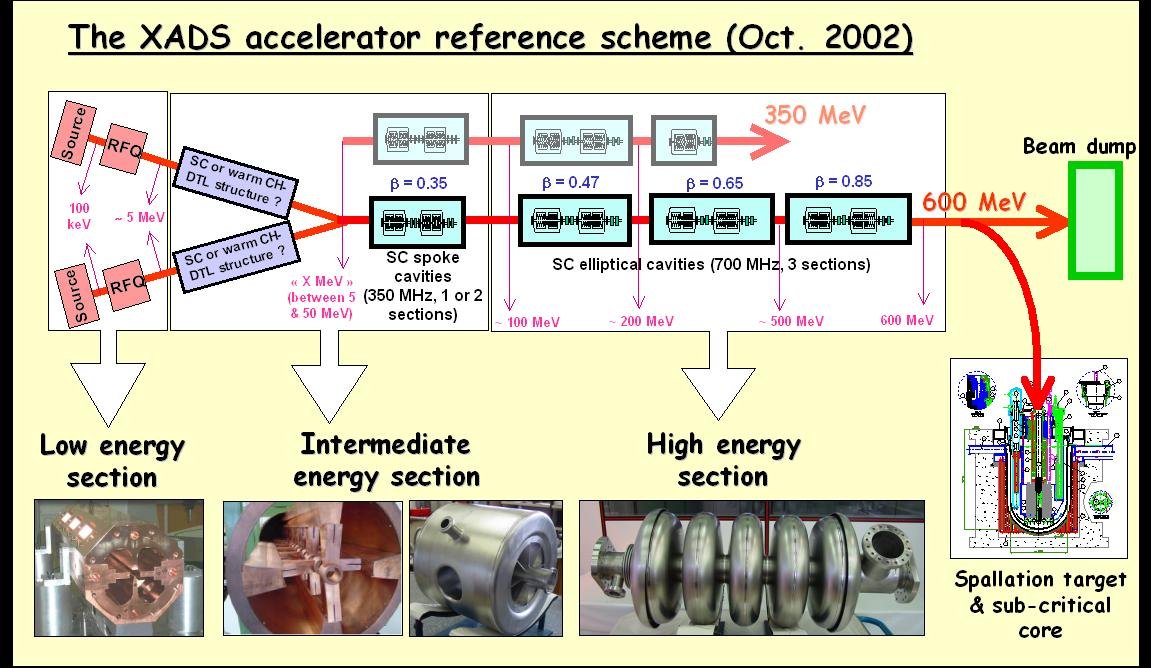 The XADS accelerator reference scheme (Oct. 2002)
Source
RFQ
SC or warm CH-
DTL structure ?
100
keV
~ 5 MeV
SC or warm CH-
DTL structure ?
Source
RFQ
350 MeV
β = 0.35
β = 0.47
β = 0.65
β = 0.85
600 MeV
Beam dump
« X MeV »
(between 5
& 50 MeV)
SC spoke
cavities
(350 MHz, 1 or 2
sections)
SC elliptical cavities (700 MHz, 3 sections)
~ 100 MeV
~ 200 MeV
~ 500 MeV
600 MeV
Low energy
section
Intermediate
energy section
High energy
section
Spallation target
& sub-critical
core